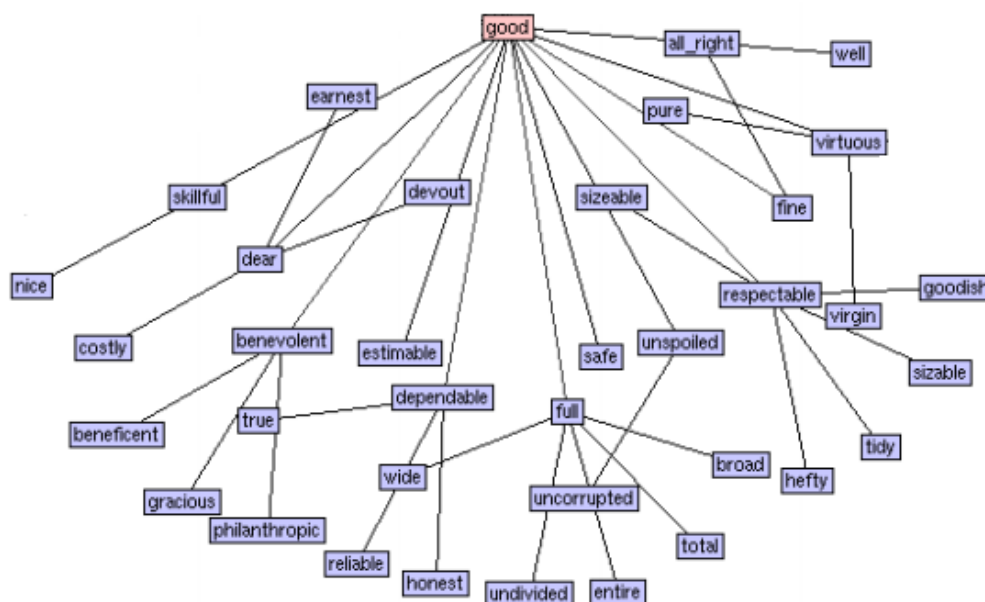 good
all_right
well
earnest
pure
virtuous
skillful
devout
sizeable
fine
dear
nice
respectable
goodish
virgin
costly
benevolent
estimable
safe
unspoiled
sizable
dependable
true
full
beneficent
tidy
broad
wide
hefty
gracious
uncorrupted
philanthropic
total
reliable
honest
undivided
entire